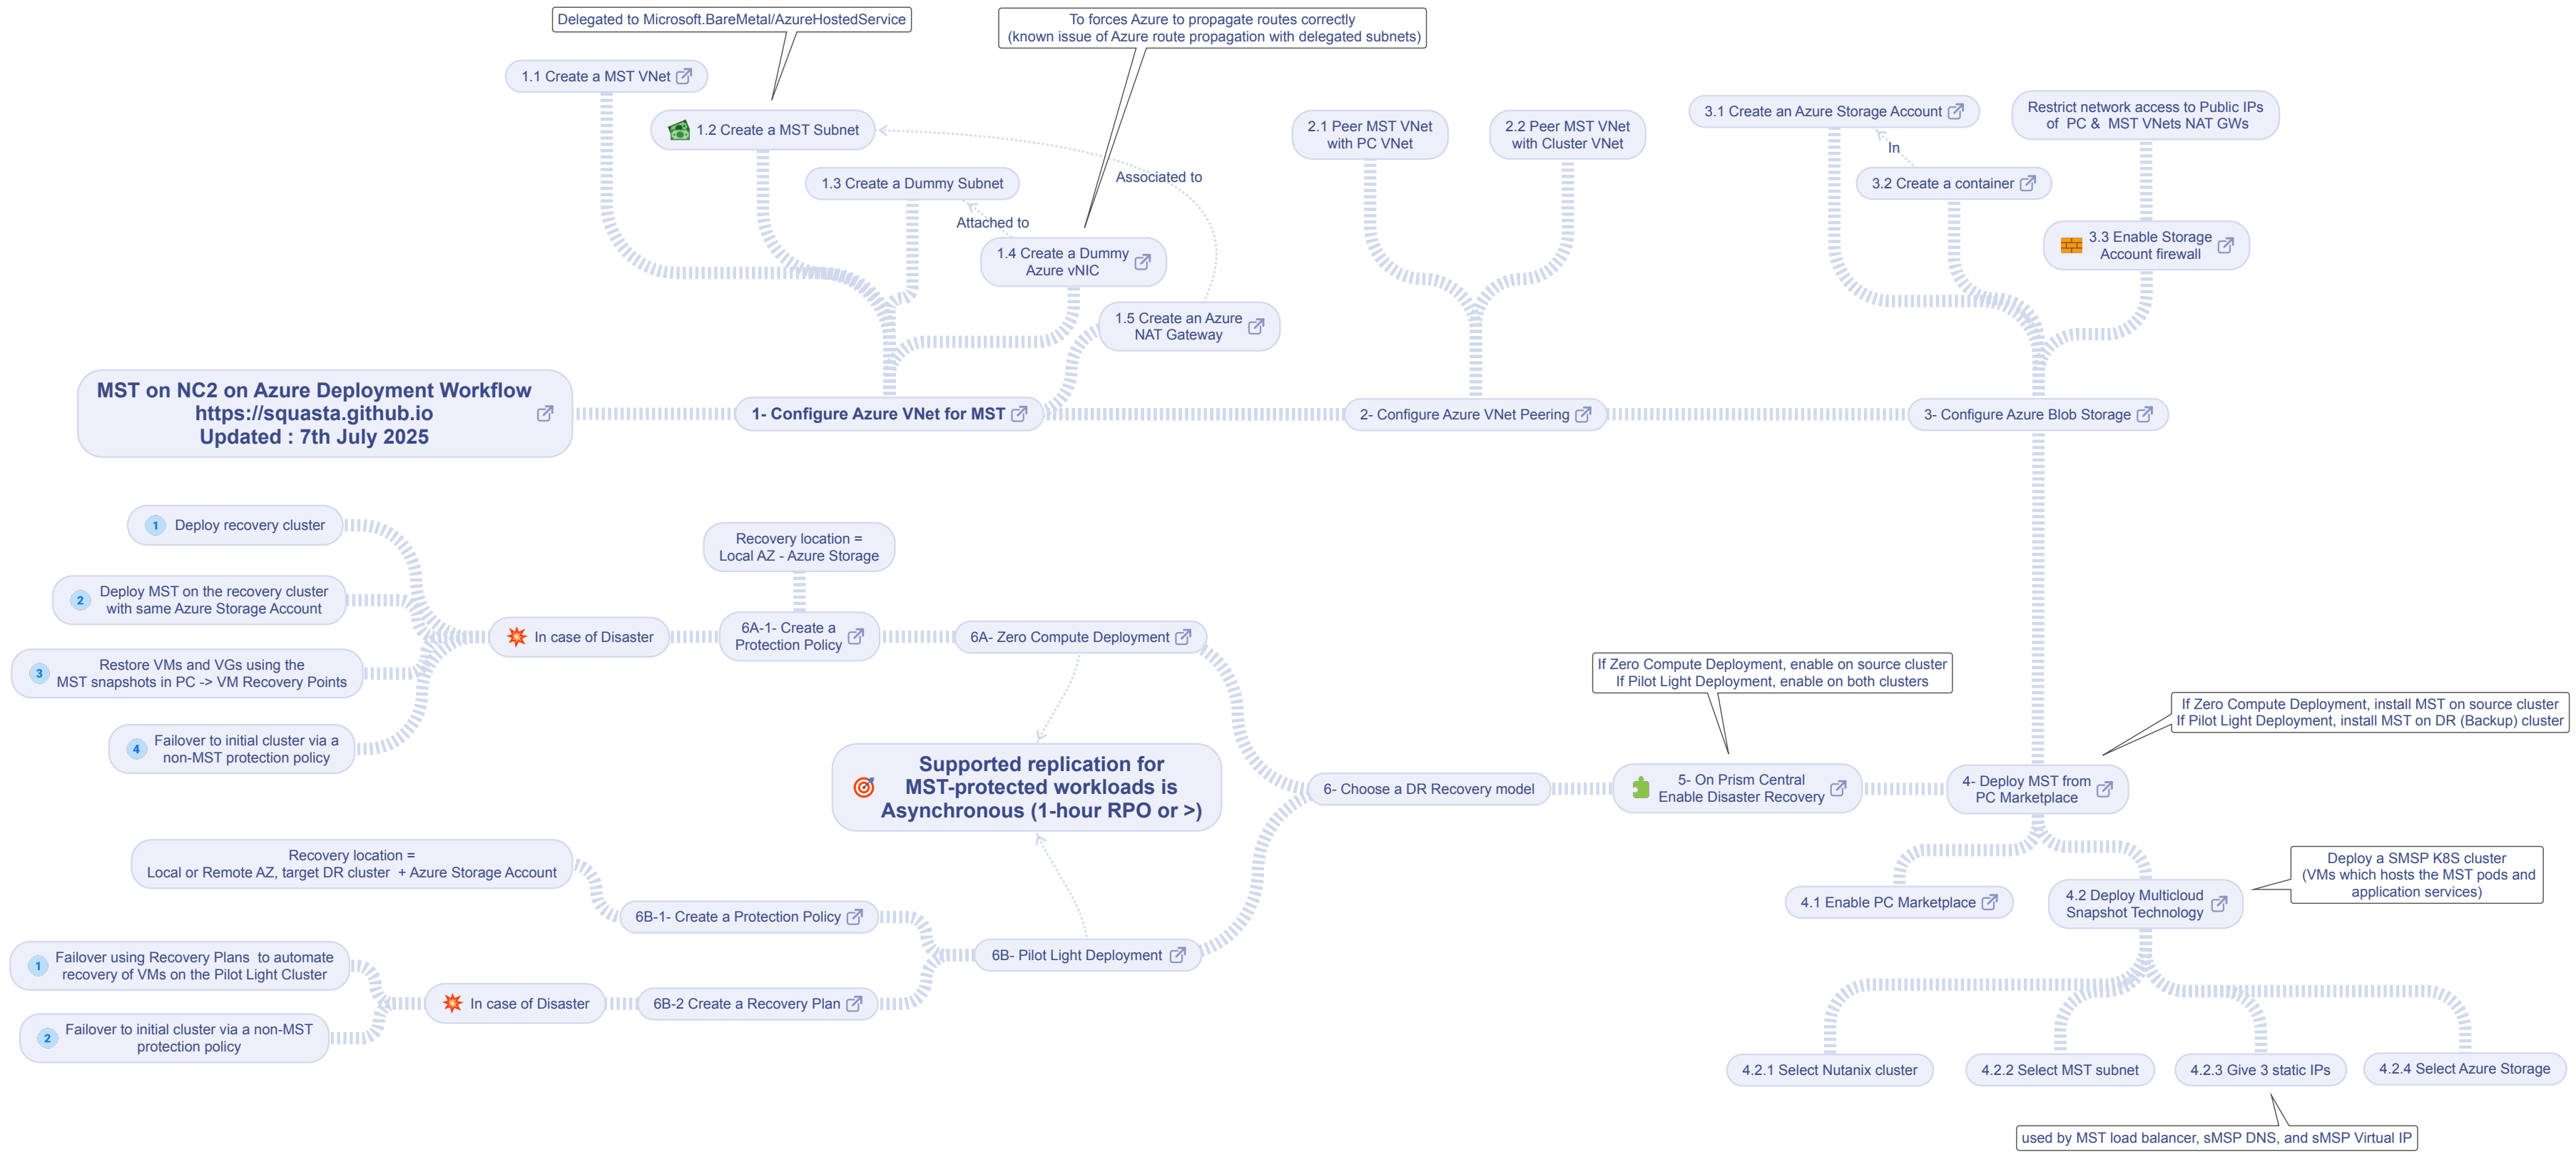 Delegated to Microsoft.BareMetal/AzureHostedService
To forces Azure to propagate routes correctly
(known issue of Azure route propagation with delegated subnets)
1.1 Create a MST VNet
1.2 Create a MST Subnet
1.3 Create a Dummy Subnet
Associated to
Attached to
1.4 Create a Dummy
Azure vNIC
1.5 Create an Azure
NAT Gateway
2.1 Peer MST VNet
with PC VNet
2.2 Peer MST VNet
with Cluster VNet
3.1 Create an Azure Storage Account
In
3.2 Create a container
Restrict network access to Public IPs
of PC & MST VNets NAT GWs
3.3 Enable Storage
Account firewall
MST on NC2 on Azure Deployment Workflow
https://squasta.github.io
Updated : 7th July 2025
1- Configure Azure VNet for MST
2- Configure Azure VNet Peering
3- Configure Azure Blob Storage
1 Deploy recovery cluster
2 Deploy MST on the recovery cluster
with same Azure Storage Account
3 Restore VMs and VGs using the
MST snapshots in PC -> VM Recovery Points
4 Failover to initial cluster via a
non-MST protection policy
In case of Disaster
Recovery location =
Local AZ - Azure Storage
6A-1- Create a
Protection Policy
6A- Zero Compute Deployment
Supported replication for
MST-protected workloads is
Asynchronous (1-hour RPO or >)
6- Choose a DR Recovery model
If Zero Compute Deployment, enable on source cluster
If Pilot Light Deployment, enable on both clusters
5- On Prism Central
Enable Disaster Recovery
If Zero Compute Deployment, install MST on source cluster
If Pilot Light Deployment, install MST on DR (Backup) cluster
4- Deploy MST from
PC Marketplace
Recovery location =
Local or Remote AZ, target DR cluster + Azure Storage Account
6B-1- Create a Protection Policy
6B- Pilot Light Deployment
1 Failover using Recovery Plans to automate
recovery of VMs on the Pilot Light Cluster
2 Failover to initial cluster via a non-MST
protection policy
In case of Disaster
6B-2 Create a Recovery Plan
4.1 Enable PC Marketplace
4.2 Deploy Multicloud
Snapshot Technology
Deploy a SMSP K8S cluster
(VMs which hosts the MST pods and
application services)
4.2.1 Select Nutanix cluster
4.2.2 Select MST subnet
4.2.3 Give 3 static IPs
4.2.4 Select Azure Storage
used by MST load balancer, sMSP DNS, and sMSP Virtual IP